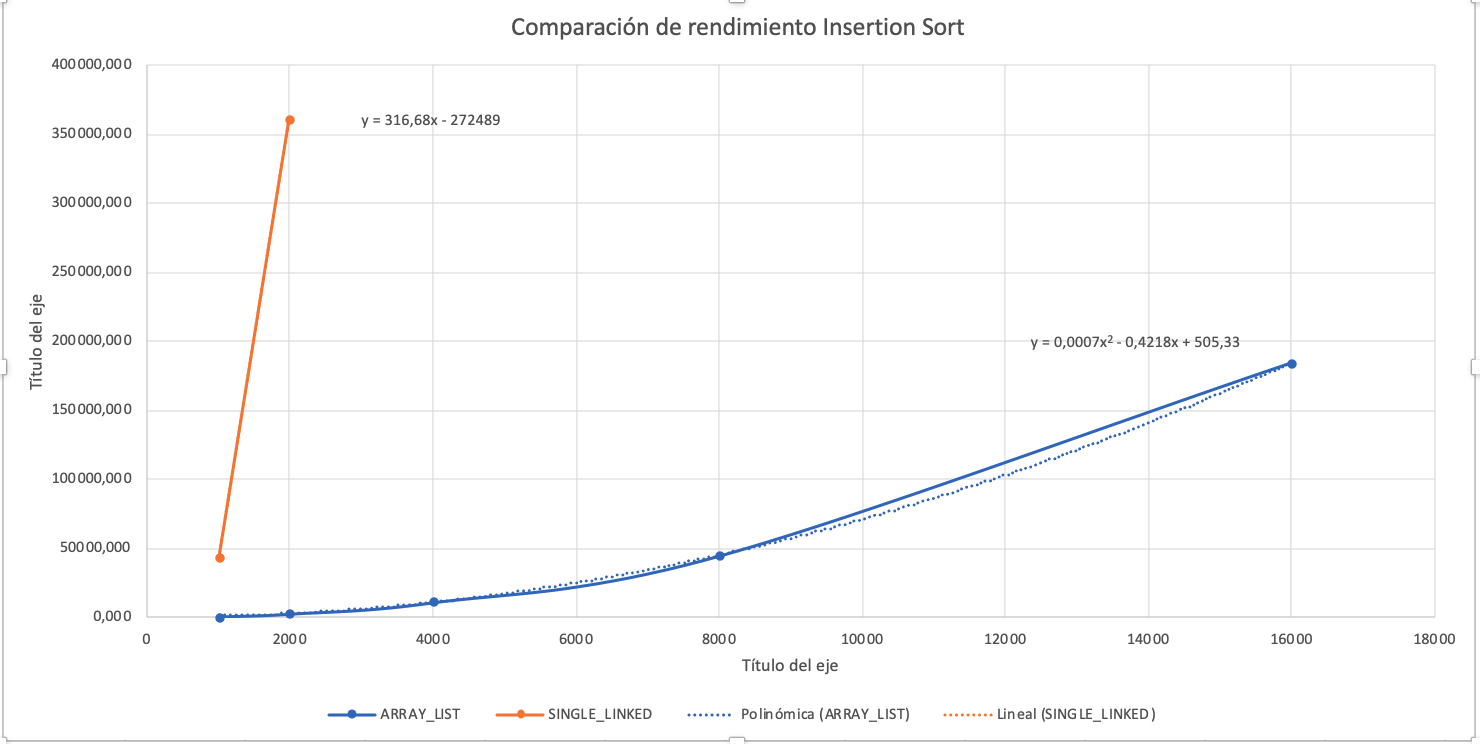 Comparación de rendimiento Insertion Sort
400000,000
350000,000
300000,000
250000,000
200000,000
150000,000
100000,000
50000,000
0,000
Título del eje
y = 316,68x - 272489
y = 0,0007x² - 0,4218x + 505,33
0 2000 4000 6000 8000 10000 12000 14000 16000 18000
Título del eje
ARRAY_LIST SINGLE_LINKED Polinómica (ARRAY_LIST) Lineal (SINGLE_LINKED)